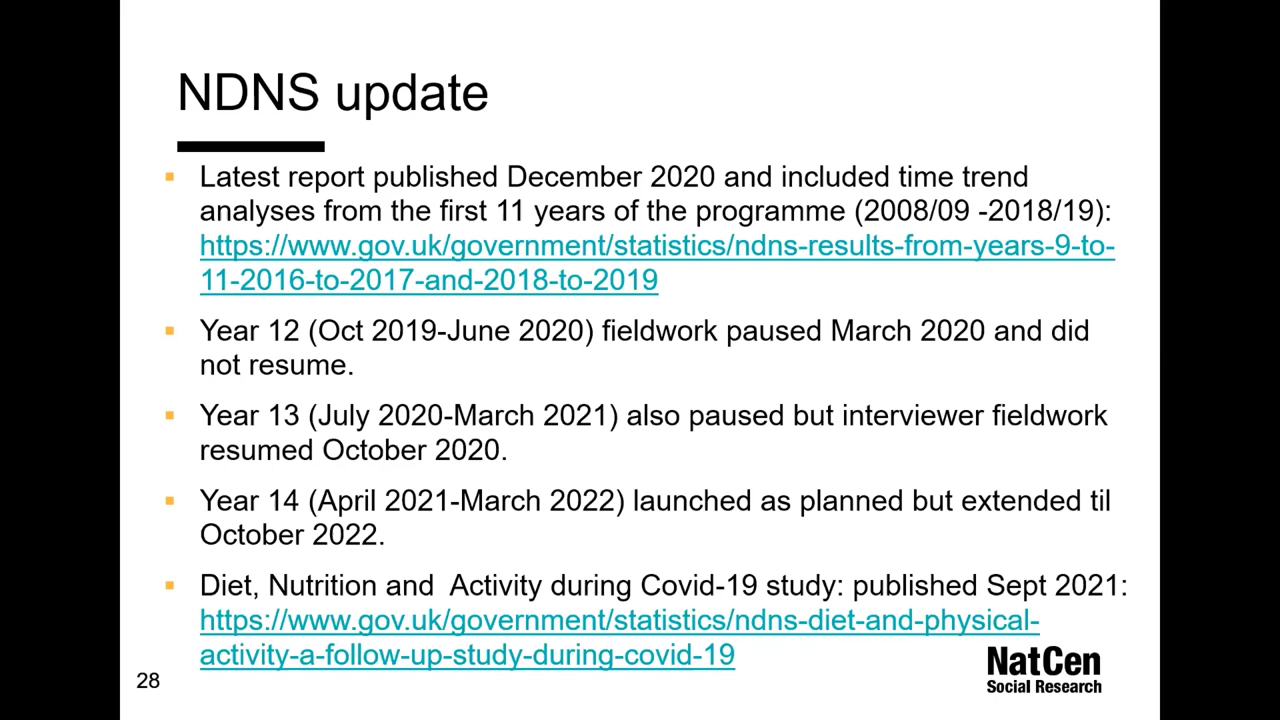 NDNS update
Latest report published December 2020 and included time trend
analyses from the first 11 years of the programme (2008/09 -2018/19):
https://www.gov.uk/government/statistics/ndns-results-from-years-9-to-
11-2016-to-2017-and-2018-to-2019
Year 12 (Oct 2019-June 2020) fieldwork paused March 2020 and did
not resume.
Year 13 (July 2020-March 2021) also paused but interviewer fieldwork
resumed October 2020.
Year 14 (April 2021-March 2022) launched as planned but extended til
October 2022.
Diet, Nutrition and  Activity during Covid-19 study: published Sept 2021:
https://www.gov.uk/government/statistics/ndns-diet-and-physical-
activity-a-follow-up-study-during-covid-19
28
NatCen
Social Research